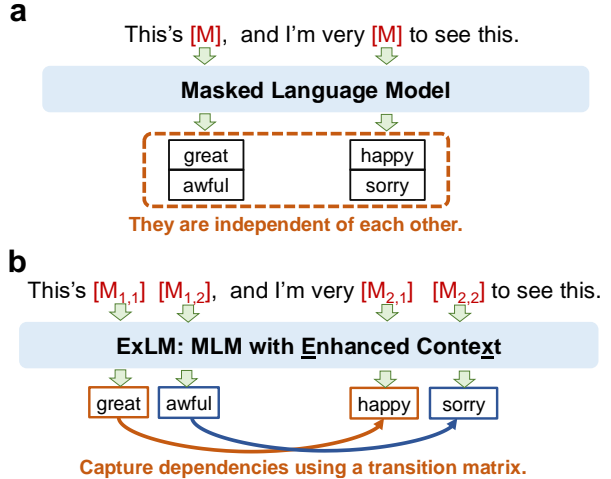 a
This's [M], and I'm very [M] to see this.
Masked Language Model
great happy
awful sorry
They are independent of each other.
b
This's [M1,1] [M1,2], and I'm very [M2,1] [M2,2] to see this.
ExLM: MLM with Enhanced Context
great awful happy sorry
Capture dependencies using a transition matrix.